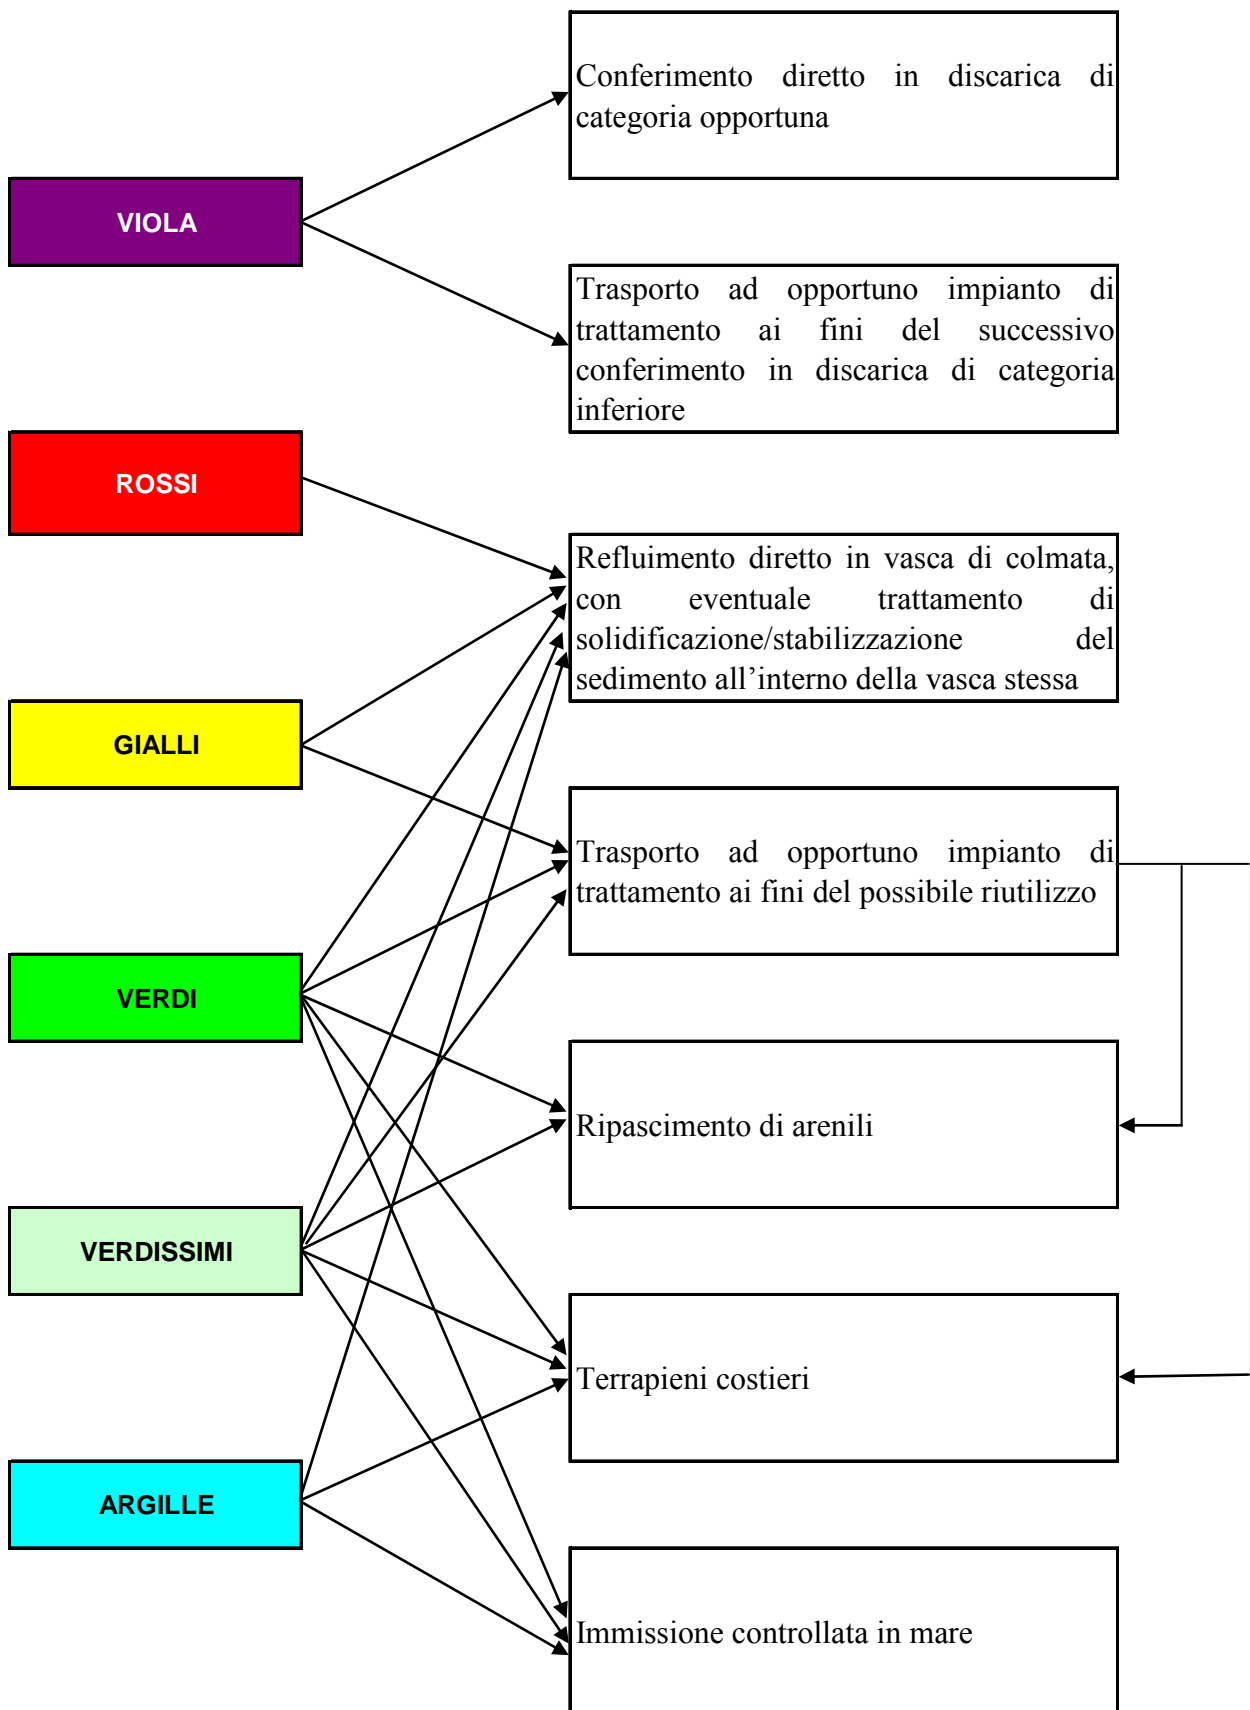 Conferimento diretto in discarica di
categoria opportuna
VIOLA
Trasporto ad opportuno impianto di
trattamento ai fini del successivo
conferimento in discarica di categoria
inferiore
ROSSI
Refluimento diretto in vasca di colmata,
con eventuale trattamento di
solidificazione/stabilizzazione del
sedimento all’interno della vasca stessa
GIALLI
Trasporto ad opportuno impianto di
trattamento ai fini del possibile riutilizzo
VERDI
Ripascimento di arenili
VERDISSIMI
Terrapieni costieri
ARGILLE
Immissione controllata in mare